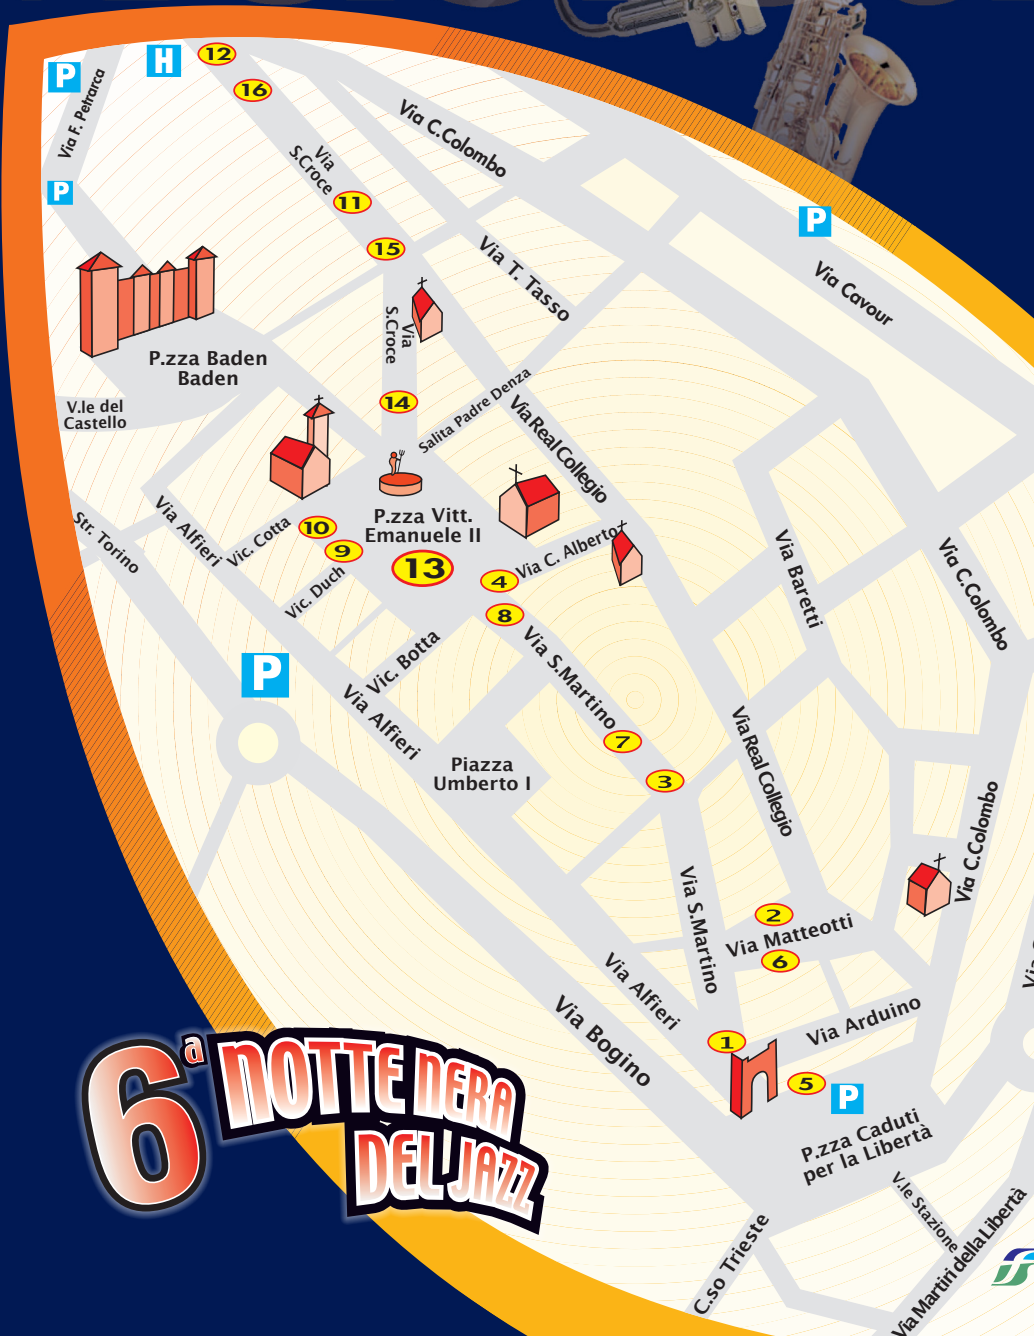 P
H
12
Via F. Petrarca
16
Via C.Colombo
Via
S.Croce
P
11
P
15
Via T. Tasso
Via Cavour
Via
S.Croce
P.zza Baden
Baden
V.le del
Castello
14
Salita Padre Denza
Via Real Collegio
Str. Torino
Via Alfieri
Vic. Cotta
10
P.zza Vitt.
Emanuele II
9
13
Vic. Duch
4
Via C. Alberto
8
Via Baretti
Via C.Colombo
P
Vic. Botta
Via S.Martino
Via Alfieri
7
Via Real Collegio
Piazza
Umberto I
3
Via C.Colombo
Via S.Martino
2
Via Matteotti
6
Via Alfieri
Via Bogino
Via Arduino
1
5
P
P.zza Caduti
per la Libertà
V.le Stazione
C.so Trieste
Via Martiri della Libertà
6ª NOTTE NERA
DEL JAZZ